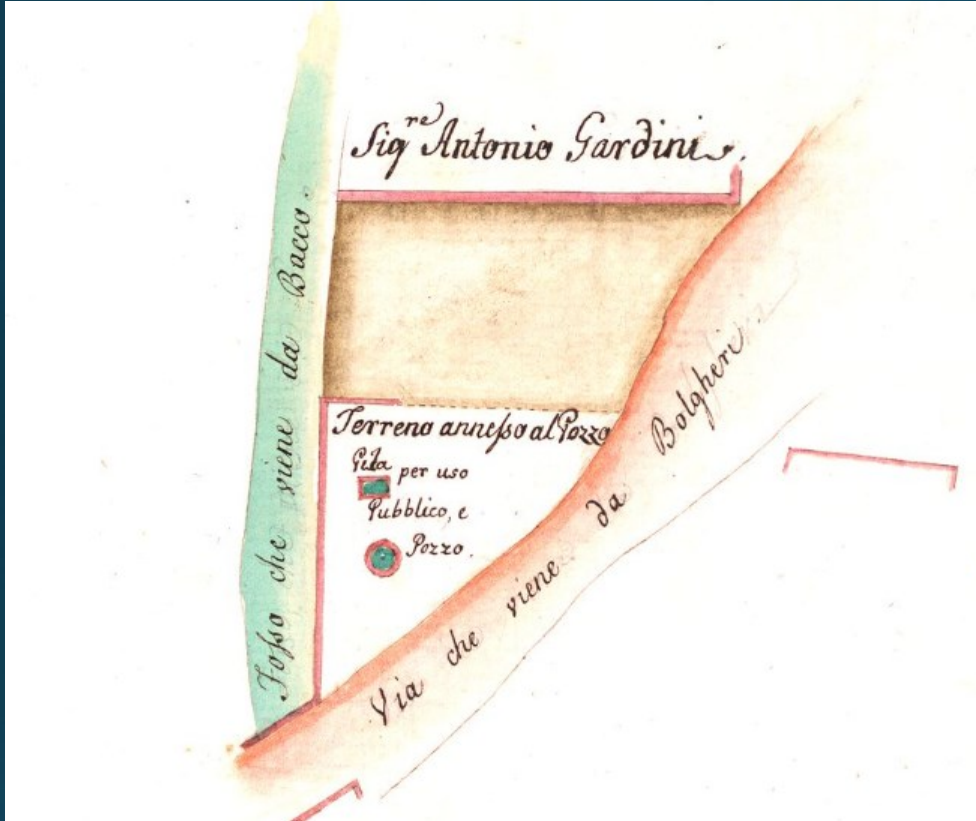 Sig.re Antonio Gardini.
Fosso che viene da Bacco.
Terreno annesso al Pozzo
Pila per uso
Pubblico, e
Pozzo.
Via che viene da Bolgheri